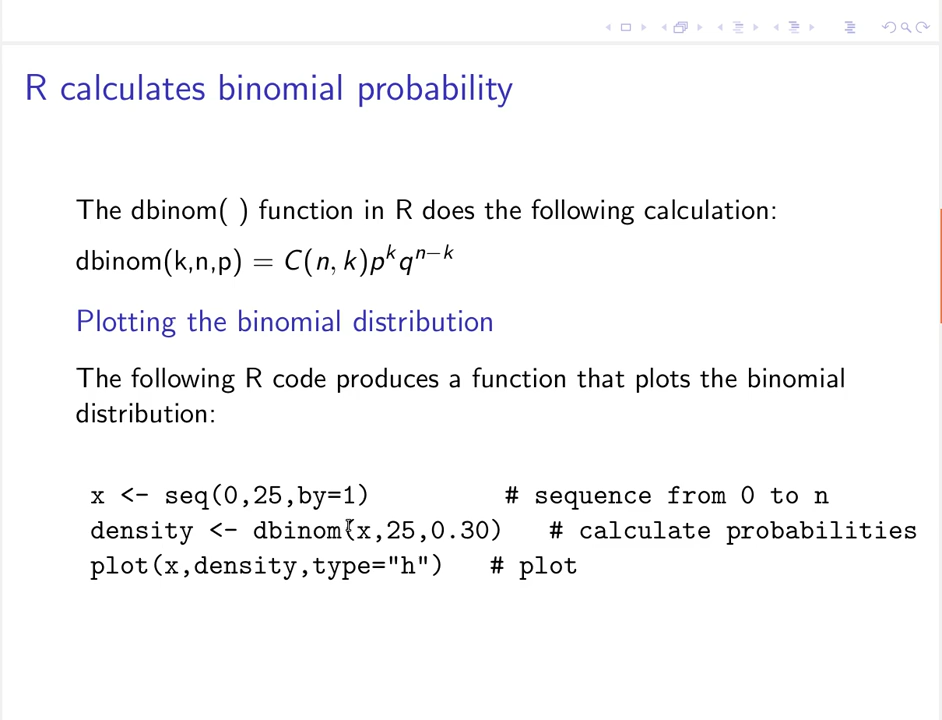 R calculates binomial probability
The dbinom( ) function in R does the following calculation:
dbinom(k,n,p) = C(n, k)p^k q^{n−k}
Plotting the binomial distribution
The following R code produces a function that plots the binomial
distribution:
x <- seq(0,25,by=1) # sequence from 0 to n
density <- dbinom(x,25,0.30) # calculate probabilities
plot(x,density,type="h") # plot